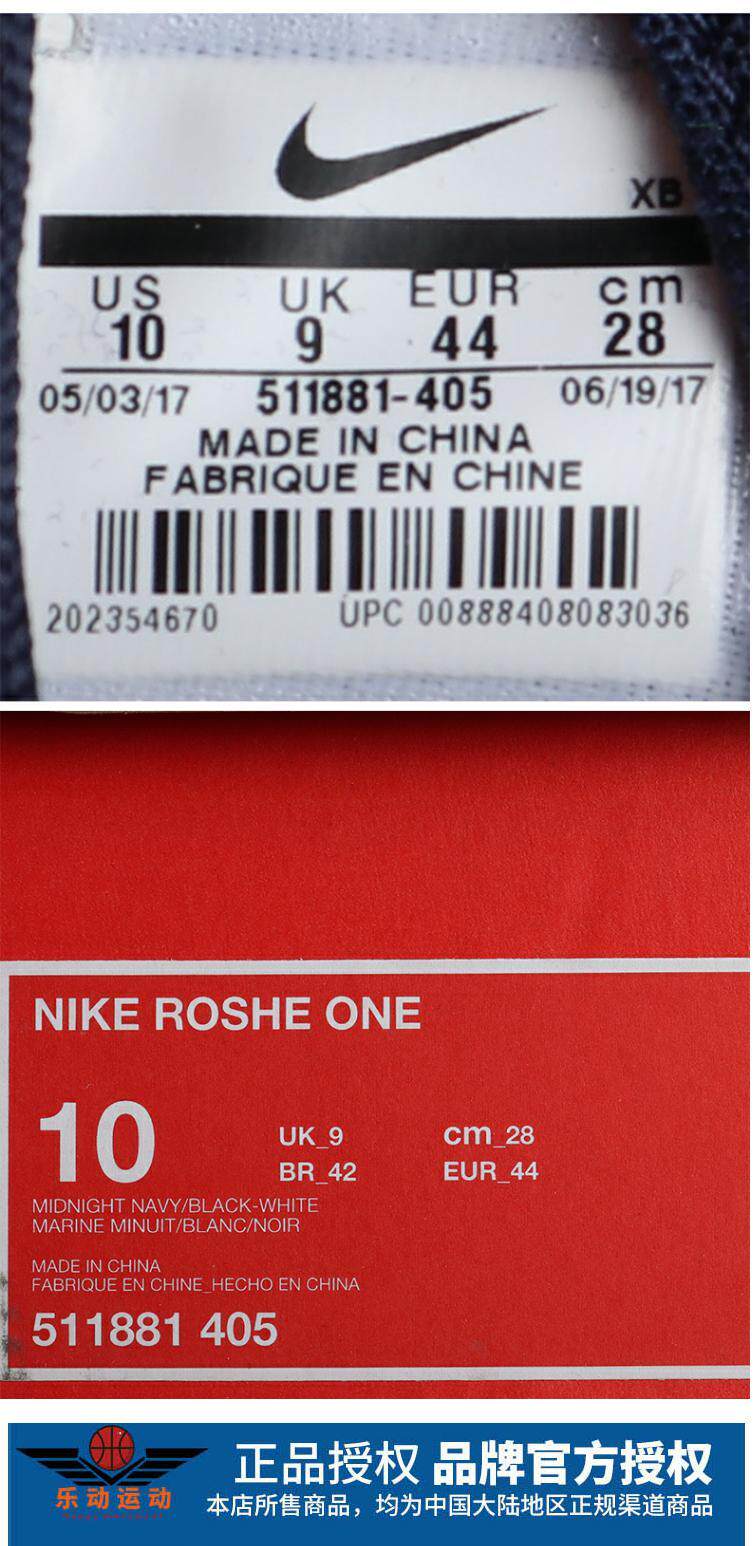 XB
US UK EUR cm
10 9 44 28
05/03/17 511881-405 06/19/17
MADE IN CHINA
FABRIQUE EN CHINE
202354670 UPC 00888408083036
NIKE ROSHE ONE
10 UK_9 cm_28
BR_42 EUR_44
MIDNIGHT NAVY/BLACK-WHITE
MARINE MINUIT/BLANC/NOIR
MADE IN CHINA
FABRIQUE EN CHINE_HECHO EN CHINA
511881 405
正品授权 品牌官方授权
乐动运动
本店所售商品，均为中国大陆地区正规渠道商品